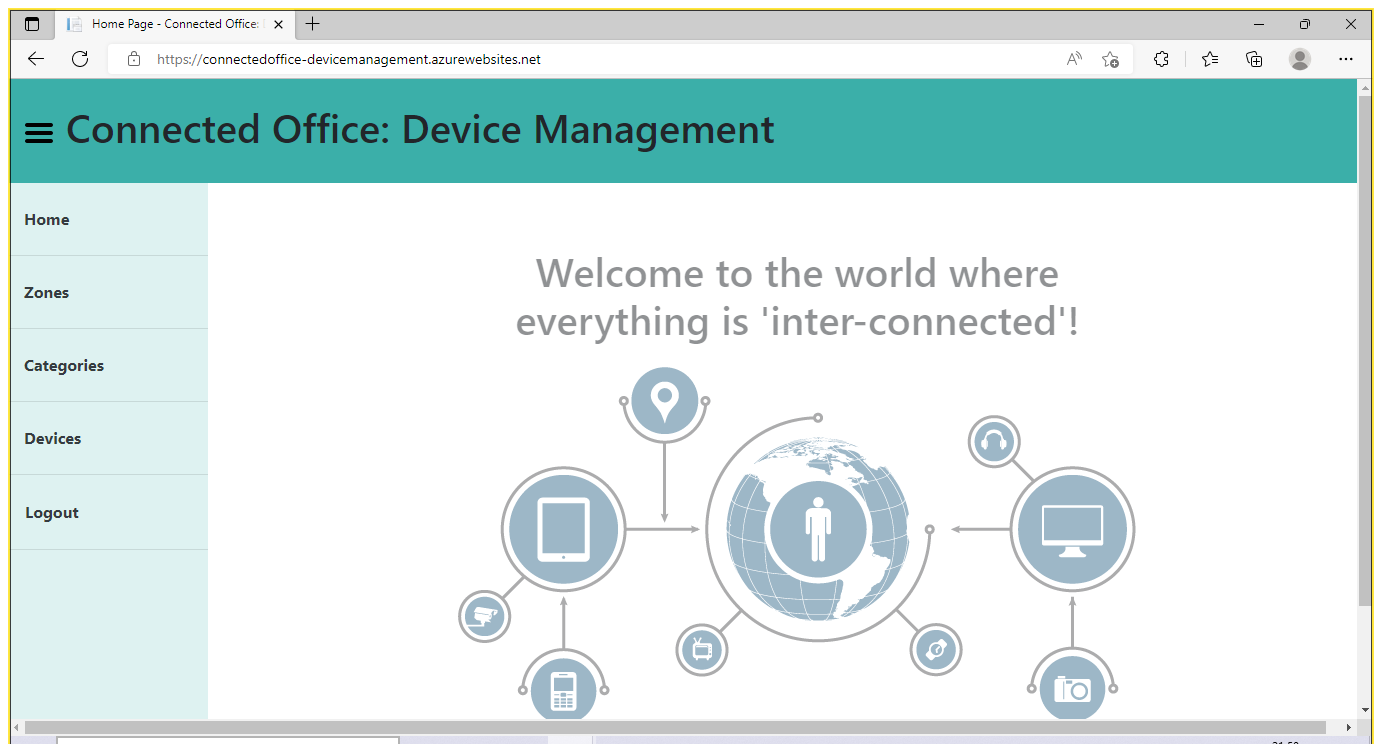 Home Page - Connected Office:
https://connectedoffice-devicemanagement.azurewebsites.net
Connected Office: Device Management
Home
Zones
Categories
Devices
Logout
Welcome to the world where
everything is 'inter-connected'!